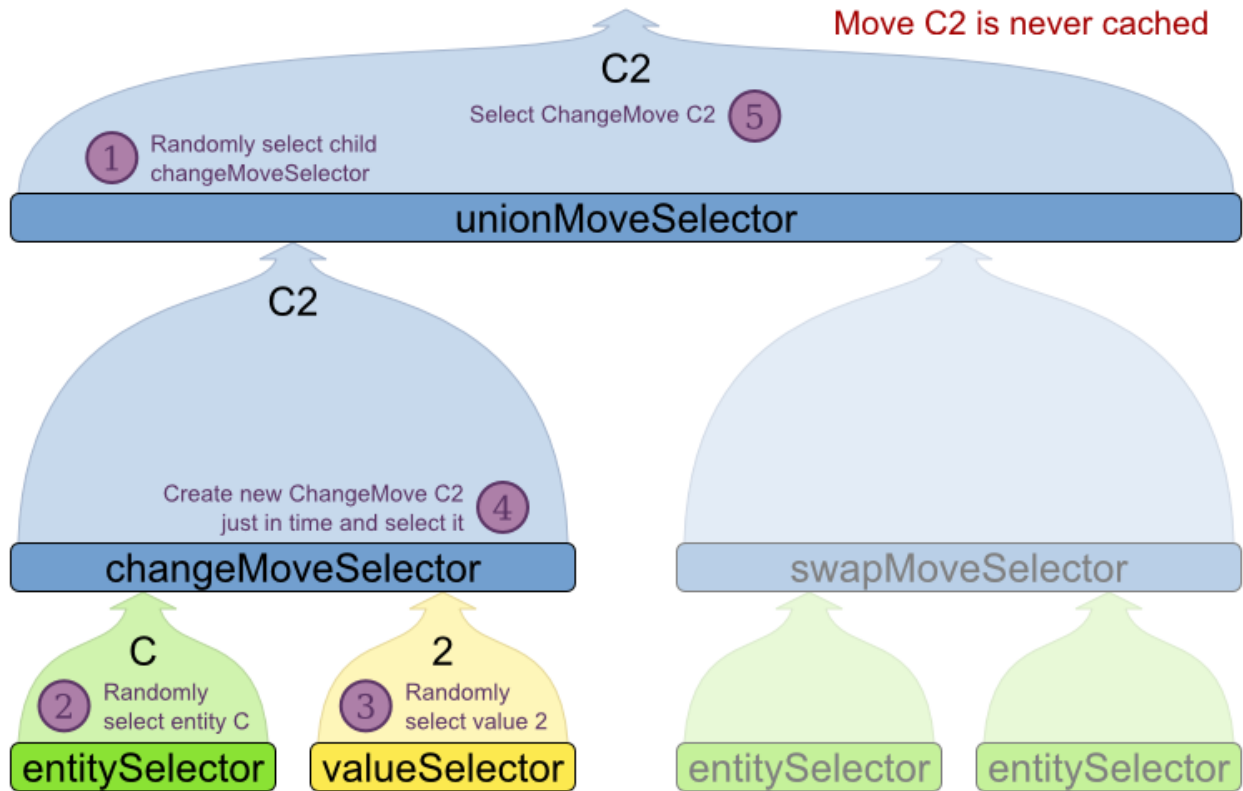 Move C2 is never cached
C2
Select ChangeMove C2
5
1
Randomly select child
changeMoveSelector
unionMoveSelector
C2
Create new ChangeMove C2
just in time and select it
4
changeMoveSelector
swapMoveSelector
C
2
2
Randomly
select entity C
3
Randomly
select value 2
entitySelector
valueSelector
entitySelector
entitySelector